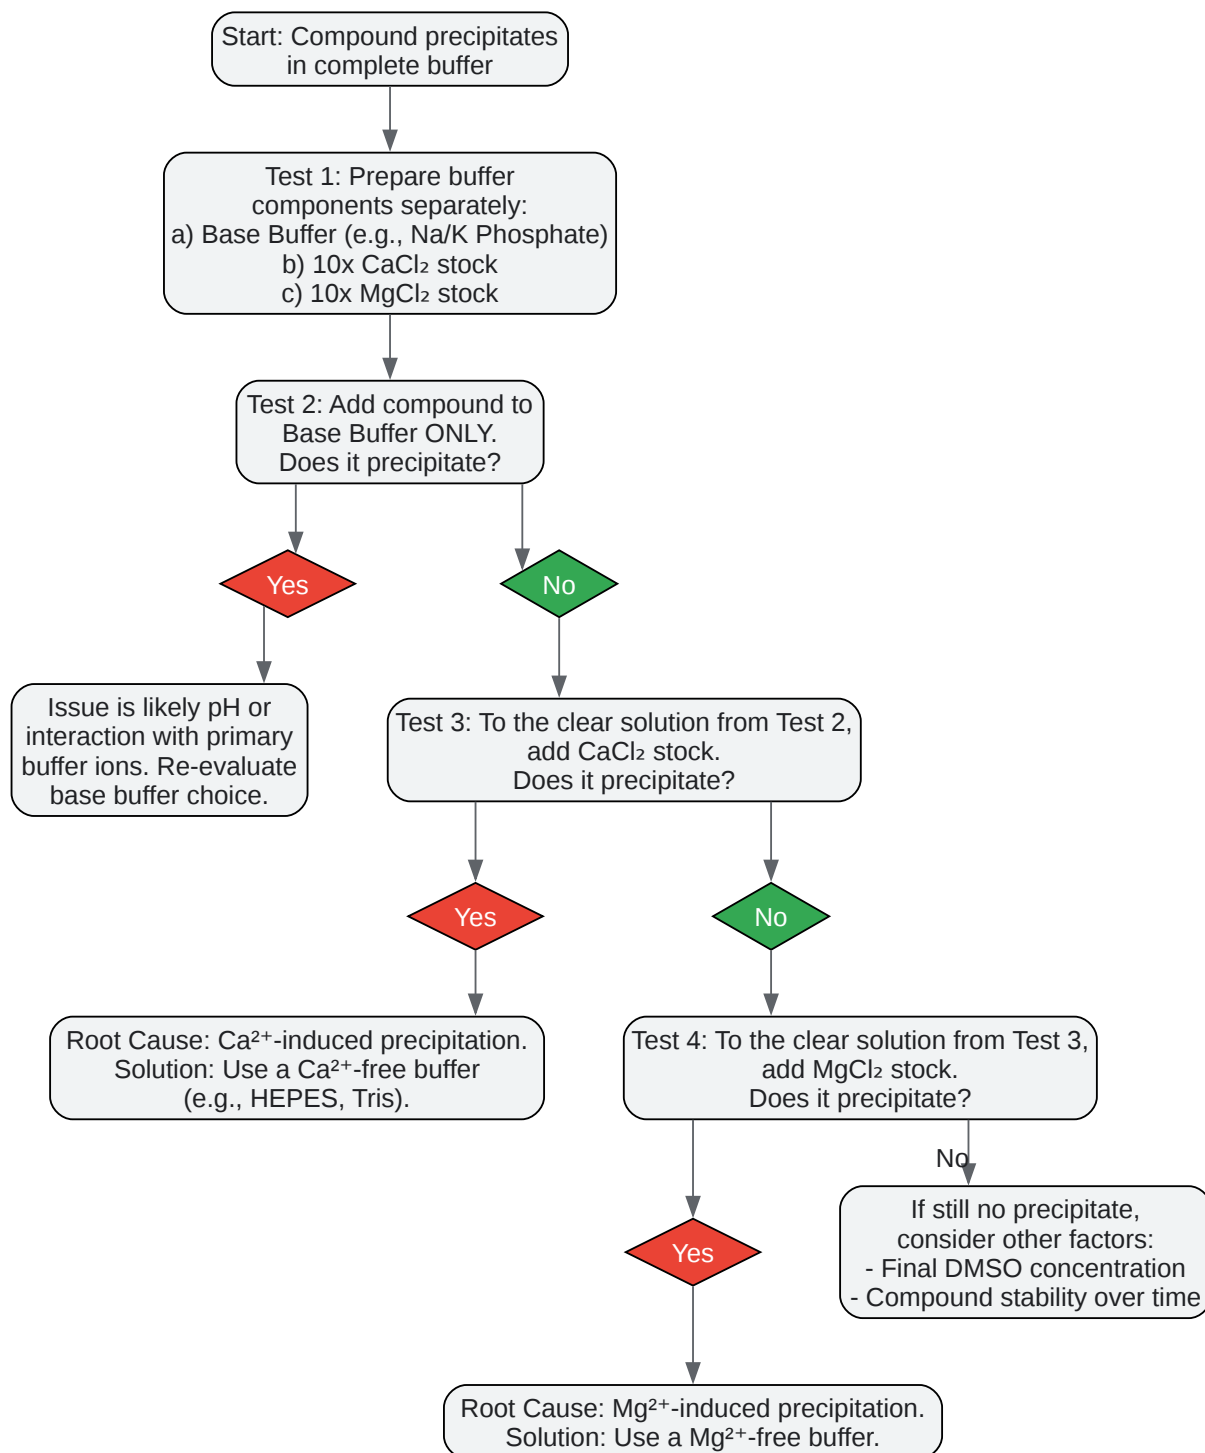 Start: Compound precipitates
in complete buffer
Test 1: Prepare buffer
components separately:
a) Base Buffer (e.g., Na/K Phosphate)
b) 10x CaCl₂ stock
c) 10x MgCl₂ stock
Test 2: Add compound to
Base Buffer ONLY.
Does it precipitate?
Yes
No
Issue is likely pH or
interaction with primary
buffer ions. Re-evaluate
base buffer choice.
Test 3: To the clear solution from Test 2,
add CaCl₂ stock.
Does it precipitate?
Yes
No
Root Cause: Ca²⁺-induced precipitation.
Solution: Use a Ca²⁺-free buffer
(e.g., HEPES, Tris).
Test 4: To the clear solution from Test 3,
add MgCl₂ stock.
Does it precipitate?
No
Yes
If still no precipitate,
consider other factors:
- Final DMSO concentration
- Compound stability over time
Root Cause: Mg²⁺-induced precipitation.
Solution: Use a Mg²⁺-free buffer.